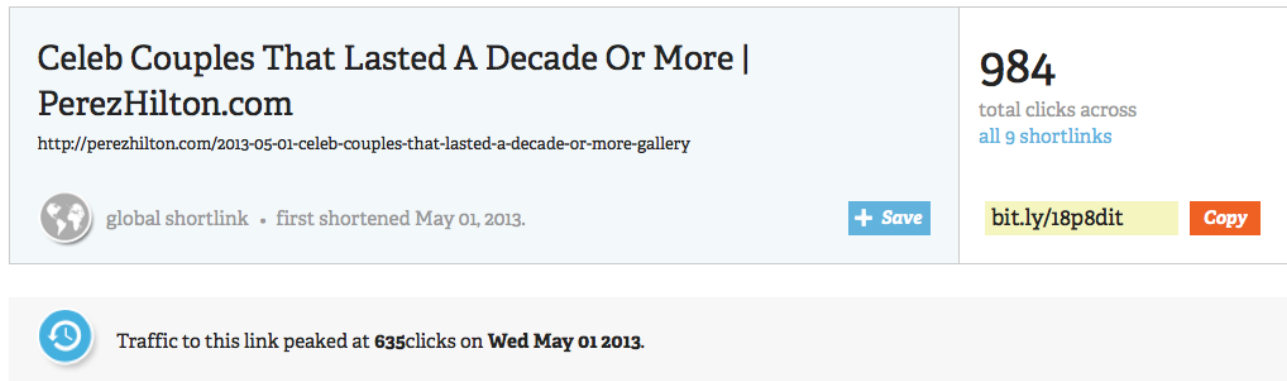 Celeb Couples That Lasted A Decade Or More |
PerezHilton.com
http://perezhilton.com/2013-05-01-celeb-couples-that-lasted-a-decade-or-more-gallery
global shortlink • first shortened May 01, 2013.
+ Save
984
total clicks across
all 9 shortlinks
bit.ly/18p8dit
Copy
Traffic to this link peaked at 635clicks on Wed May 01 2013.